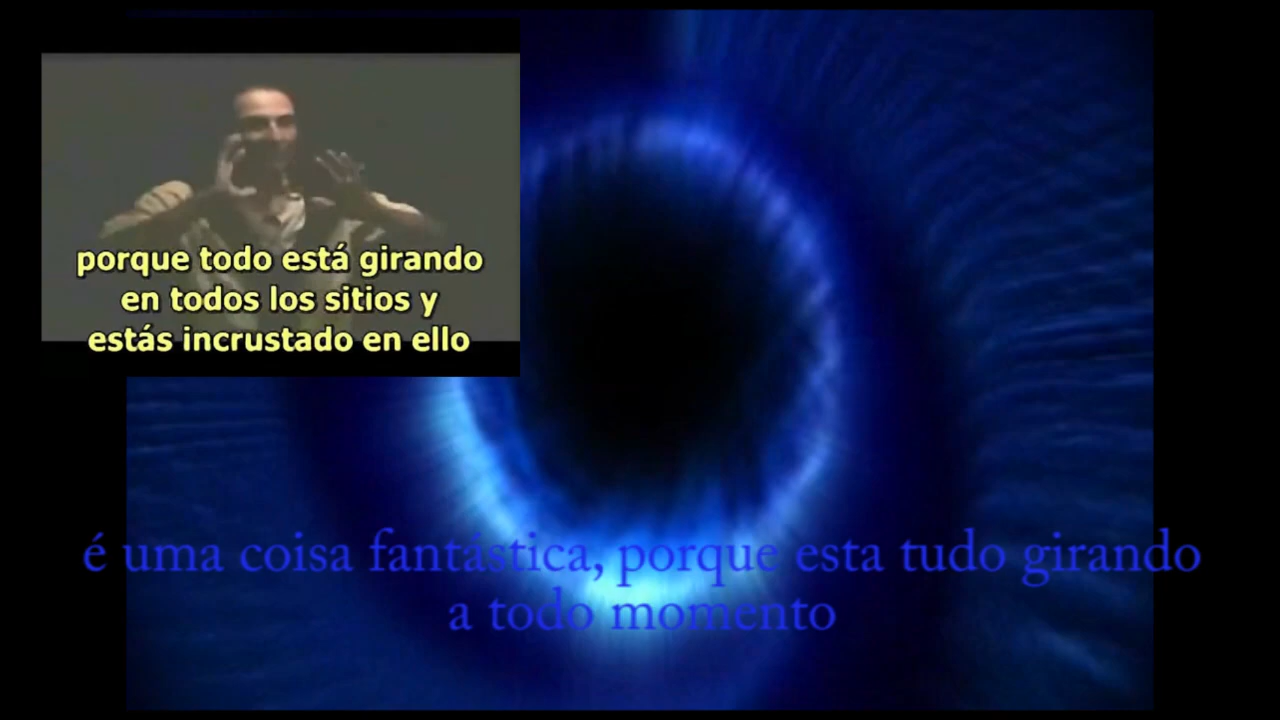 porque todo está girando
en todos los sitios y
estás incrustado en ello
é uma coisa fantástica, porque esta tudo girando
a todo momento